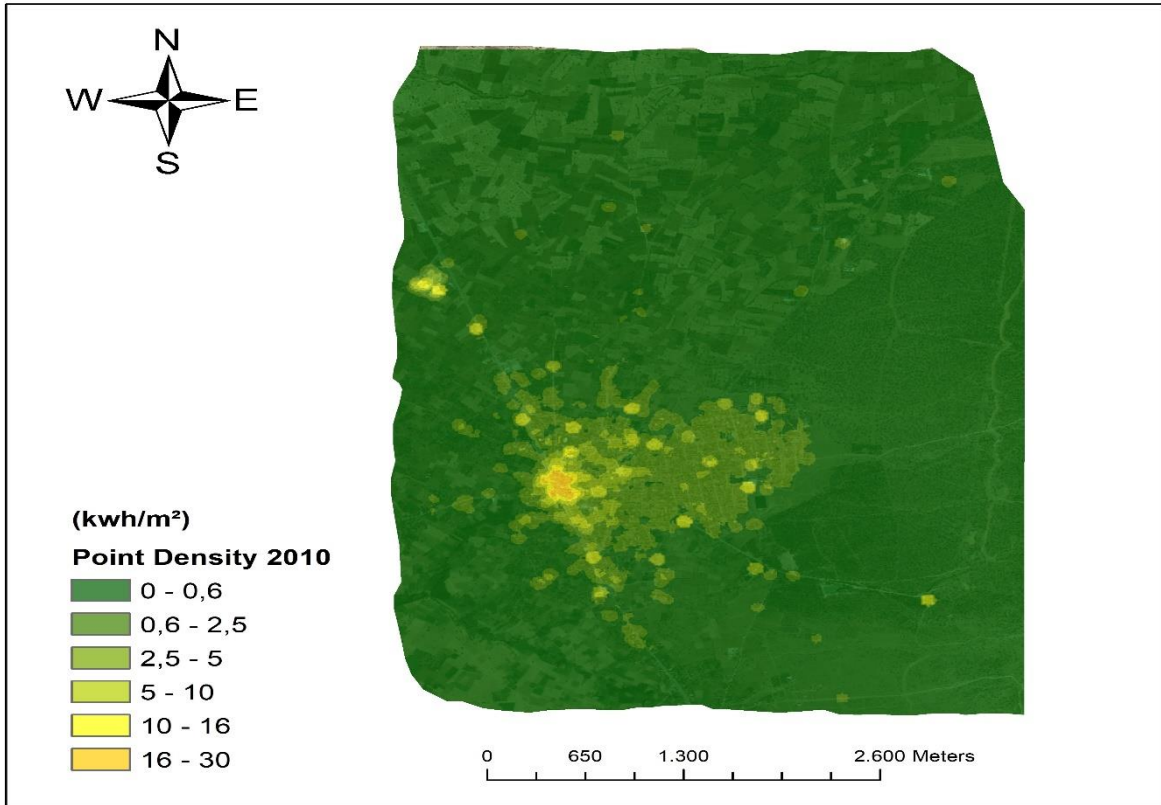 N
W E
S
(kwh/m²)
Point Density 2010
0 - 0,6
0,6 - 2,5
2,5 - 5
5 - 10
10 - 16
16 - 30
0 650 1.300 2.600 Meters